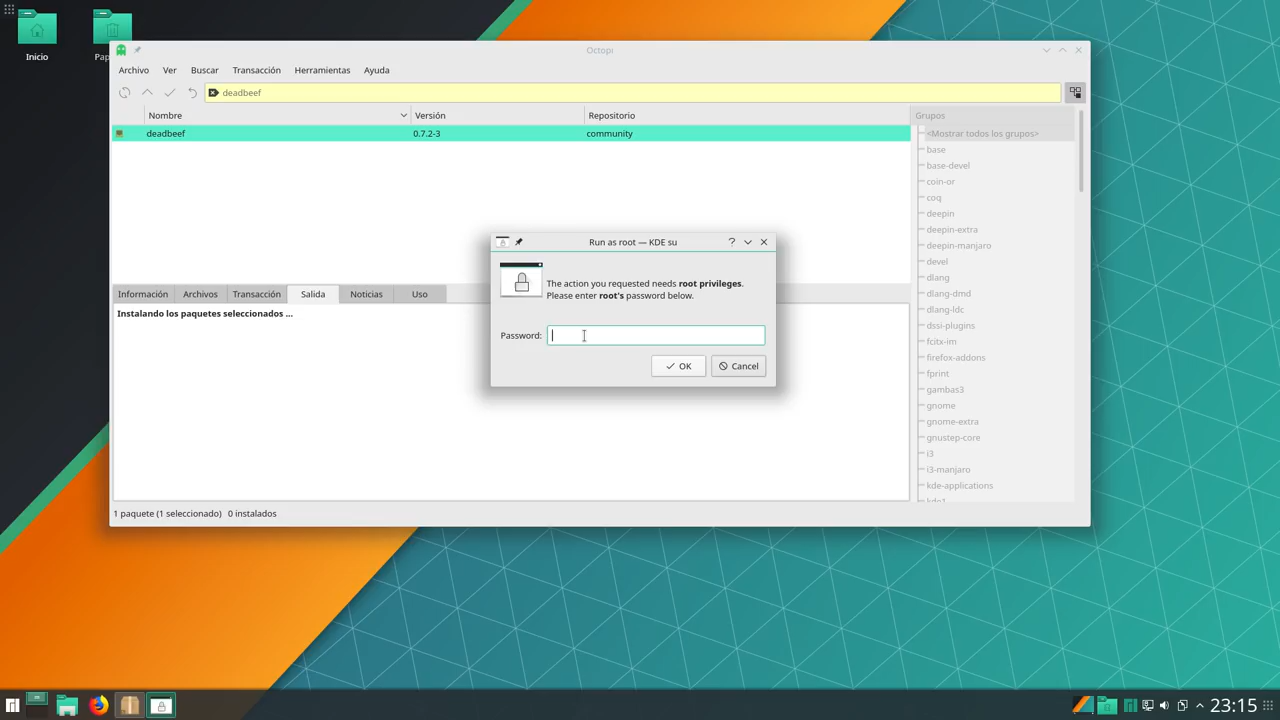 Inicio
Pap
Octopi
Archivo Ver Buscar Transacción Herramientas Ayuda
deadbeef
Nombre Versión Repositorio
deadbeef 0.7.2-3 community
Grupos
<Mostrar todos los grupos>
base
base-devel
coin-or
coq
deepin
deepin-extra
deepin-manjaro
devel
dlang
dlang-dmd
dlang-ldc
dssi-plugins
fcitx-im
firefox-addons
fprint
gambas3
gnome
gnome-extra
gnustep-core
i3
i3-manjaro
kde-applications
Run as root — KDE su
The action you requested needs root privileges.
Please enter root's password below.
Password:
OK Cancel
Información Archivos Transacción Salida Noticias Uso
Instalando los paquetes seleccionados ...
1 paquete (1 seleccionado) 0 instalados
23:15